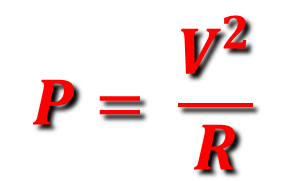 P = V² / R